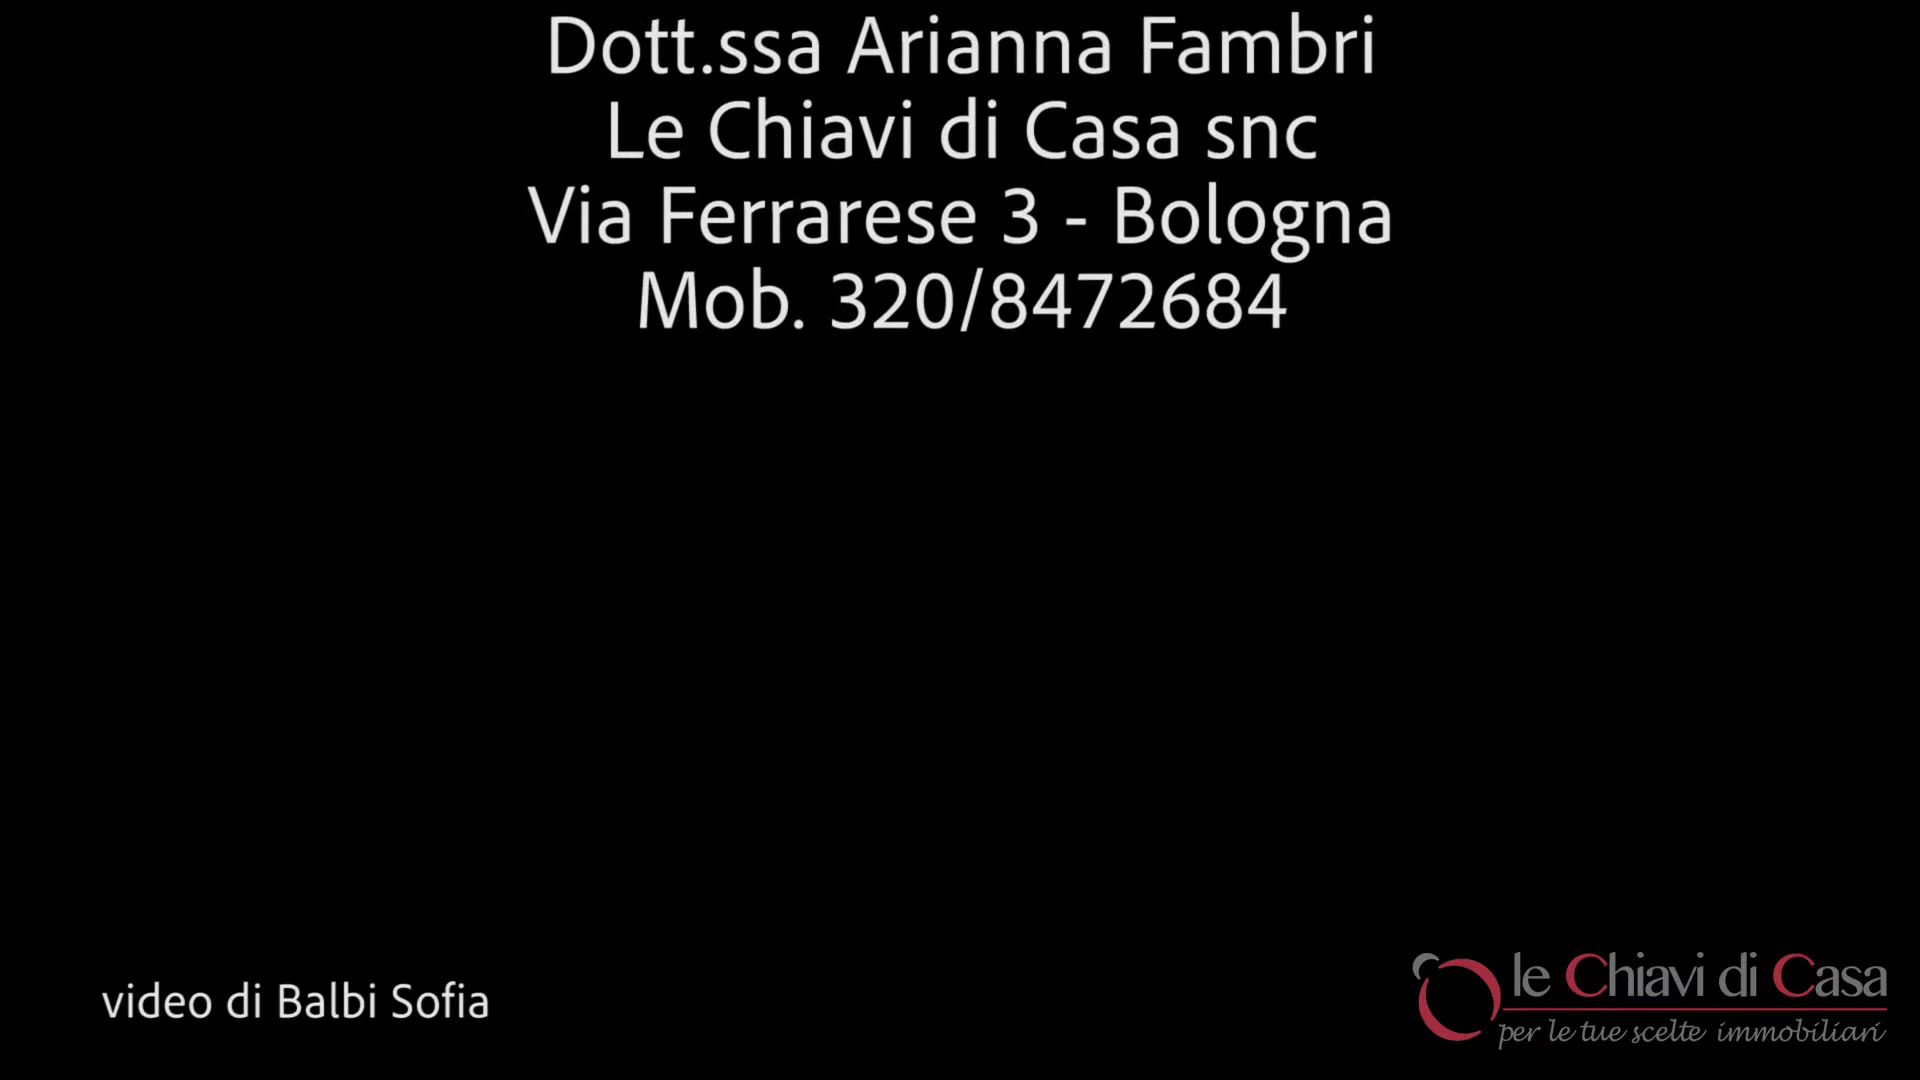 Dott.ssa Arianna Fambri
Le Chiavi di Casa snc
Via Ferrarese 3 - Bologna
Mob. 320/8472684
video di Balbi Sofia
le Chiavi di Casa
per le tue scelte immobiliari